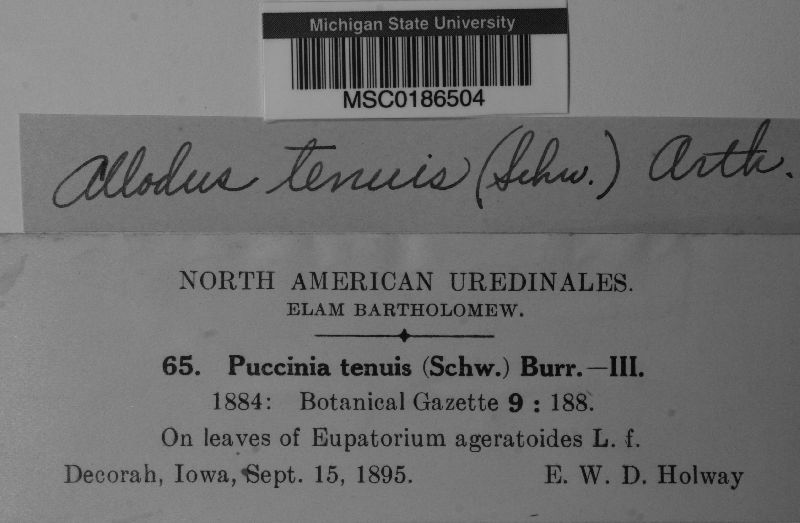 Michigan State University
MSC0186504
Allodus tenuis (Schw.) Arth.
NORTH AMERICAN UREDINALES.
ELAM BARTHOLOMEW.
65. Puccinia tenuis (Schw.) Burr.—III.
1884: Botanical Gazette 9 : 188.
On leaves of Eupatorium ageratoides L. f.
Decorah, Iowa, Sept. 15, 1895. E. W. D. Holway